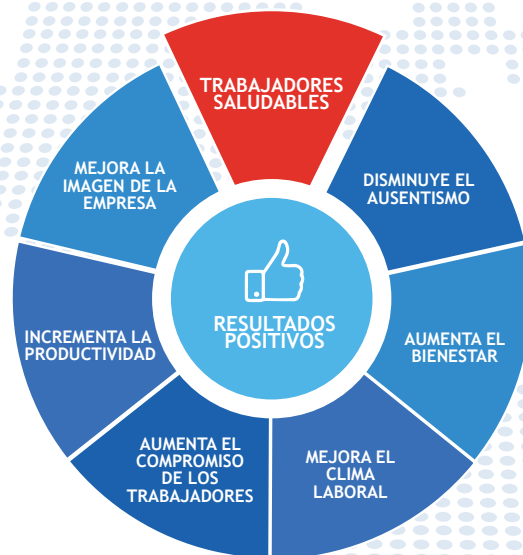 TRABAJADORES
SALUDABLES
DISMINUYE EL
AUSENTISMO
AUMENTA EL
BIENESTAR
MEJORA EL
CLIMA
LABORAL
AUMENTA EL
COMPROMISO
DE LOS
TRABAJADORES
INCREMENTA LA
PRODUCTIVIDAD
MEJORA LA
IMAGEN DE LA
EMPRESA
RESULTADOS
POSITIVOS